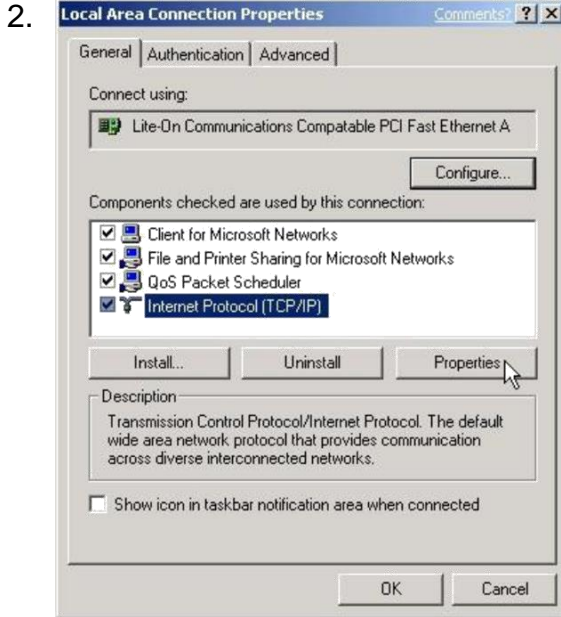 2.
Local Area Connection Properties Comments? ? X
General Authentication Advanced
Connect using:
Lite-On Communications Compatable PCI Fast Ethernet A
Configure...
Components checked are used by this connection:
Client for Microsoft Networks
File and Printer Sharing for Microsoft Networks
QoS Packet Scheduler
Internet Protocol (TCP/IP)
Install... Uninstall Properties
Description
Transmission Control Protocol/Internet Protocol. The default
wide area network protocol that provides communication
across diverse interconnected networks.
Show icon in taskbar notification area when connected
OK Cancel